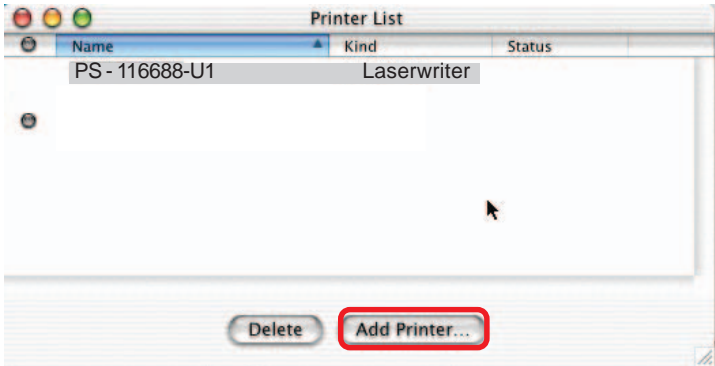 Printer List
Name Kind Status
PS - 116688-U1 Laserwriter
Delete Add Printer...